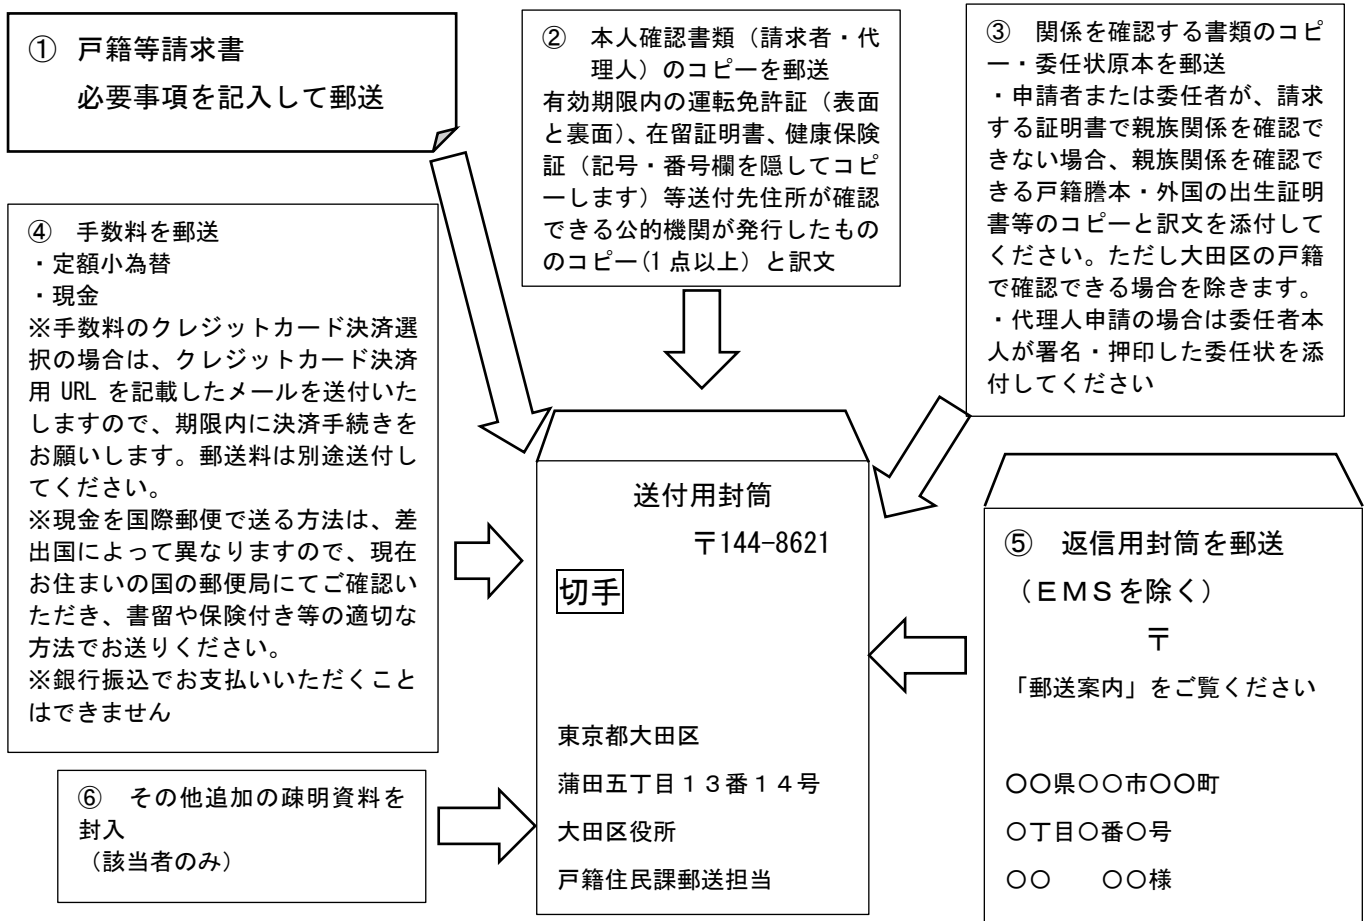 ① 戸籍等請求書
必要事項を記入して郵送
② 本人確認書類（請求者・代
理人）のコピーを郵送
有効期限内の運転免許証（表面
と裏面）、在留証明書、健康保険
証（記号・番号欄を隠してコピ
ーします）等送付先住所が確認
できる公的機関が発行したもの
のコピー(1点以上）と訳文
③ 関係を確認する書類のコピ
ー・委任状原本を郵送
・申請者または委任者が、請求
する証明書で親族関係を確認で
きない場合、親族関係を確認で
きる戸籍謄本・外国の出生証明
書等のコピーと訳文を添付して
ください。ただし大田区の戸籍
で確認できる場合を除きます。
・代理人申請の場合は委任者本
人が署名・押印した委任状を添
付してください
④ 手数料を郵送
・定額小為替
・現金
※手数料のクレジットカード決済選
択の場合は、クレジットカード決済
用 URL を記載したメールを送付いた
しますので、期限内に決済手続きを
お願いします。郵送料は別途送付し
てください。
※現金を国際郵便で送る方法は、差
出国によって異なりますので、現在
お住まいの国の郵便局にてご確認い
ただき、書留や保険付き等の適切な
方法でお送りください。
※銀行振込でお支払いいただくこと
はできません
送付用封筒
〒144-8621
切手
東京都大田区
蒲田五丁目１３番１４号
大田区役所
戸籍住民課郵送担当
⑤ 返信用封筒を郵送
（ＥＭＳを除く）
〒
「郵送案内」をご覧ください
〇〇県〇〇市〇〇町
〇丁目〇番〇号
〇〇　〇〇様
⑥ その他追加の疎明資料を
封入
（該当者のみ）